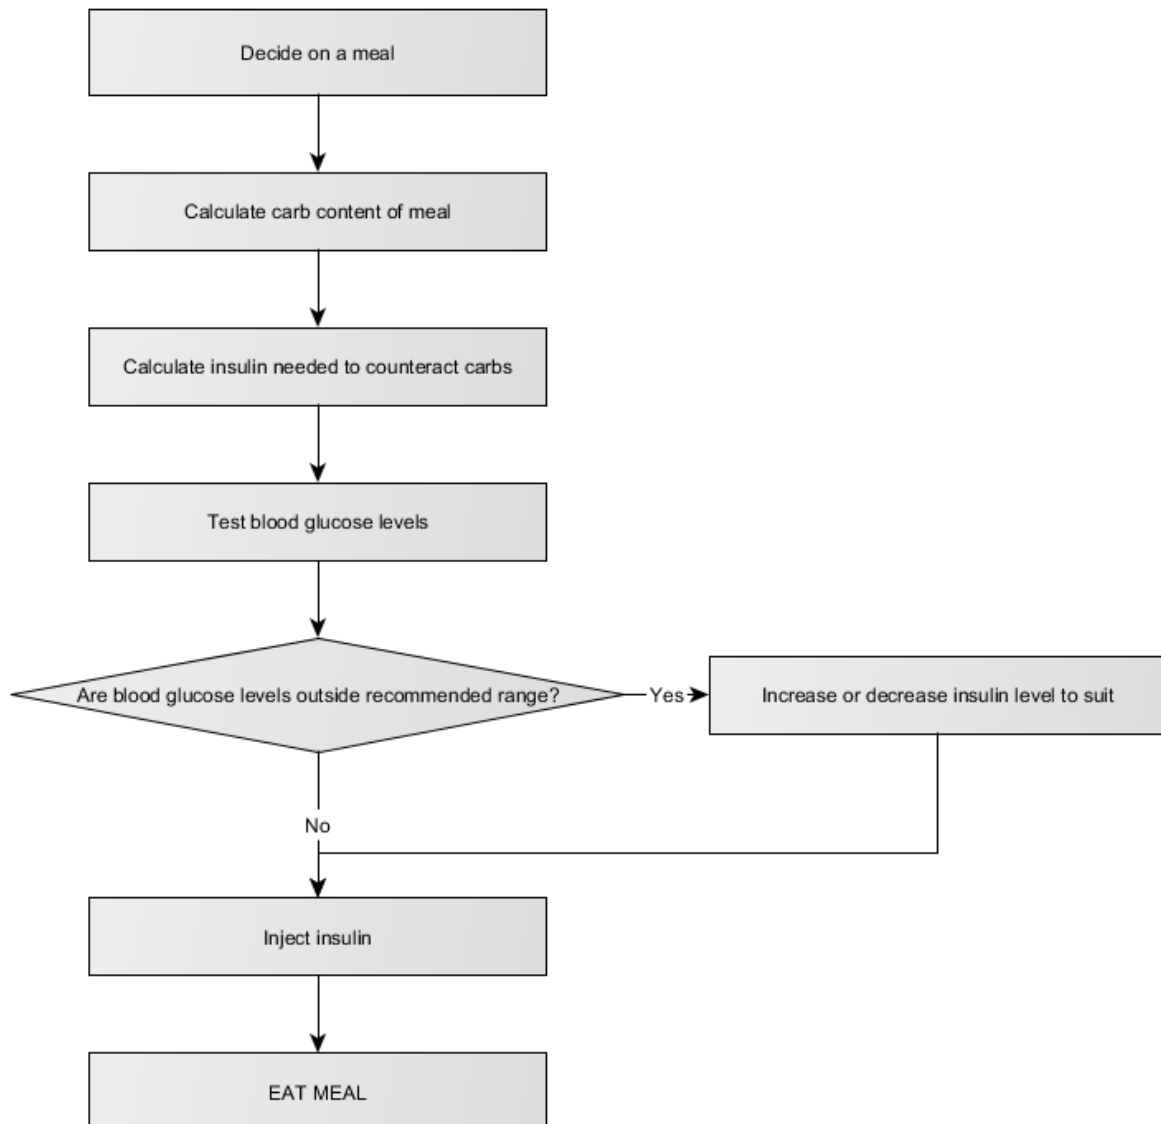 Decide on a meal
Calculate carb content of meal
Calculate insulin needed to counteract carbs
Test blood glucose levels
Are blood glucose levels outside recommended range?
Yes
Increase or decrease insulin level to suit
No
Inject insulin
EAT MEAL